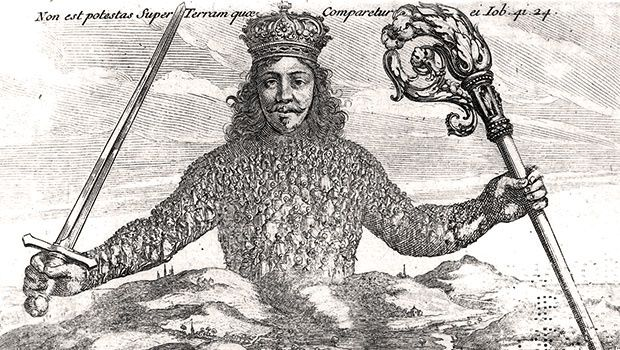 Non est potestas Super Terram quæ Comparetur ei Iob. 41. 24.